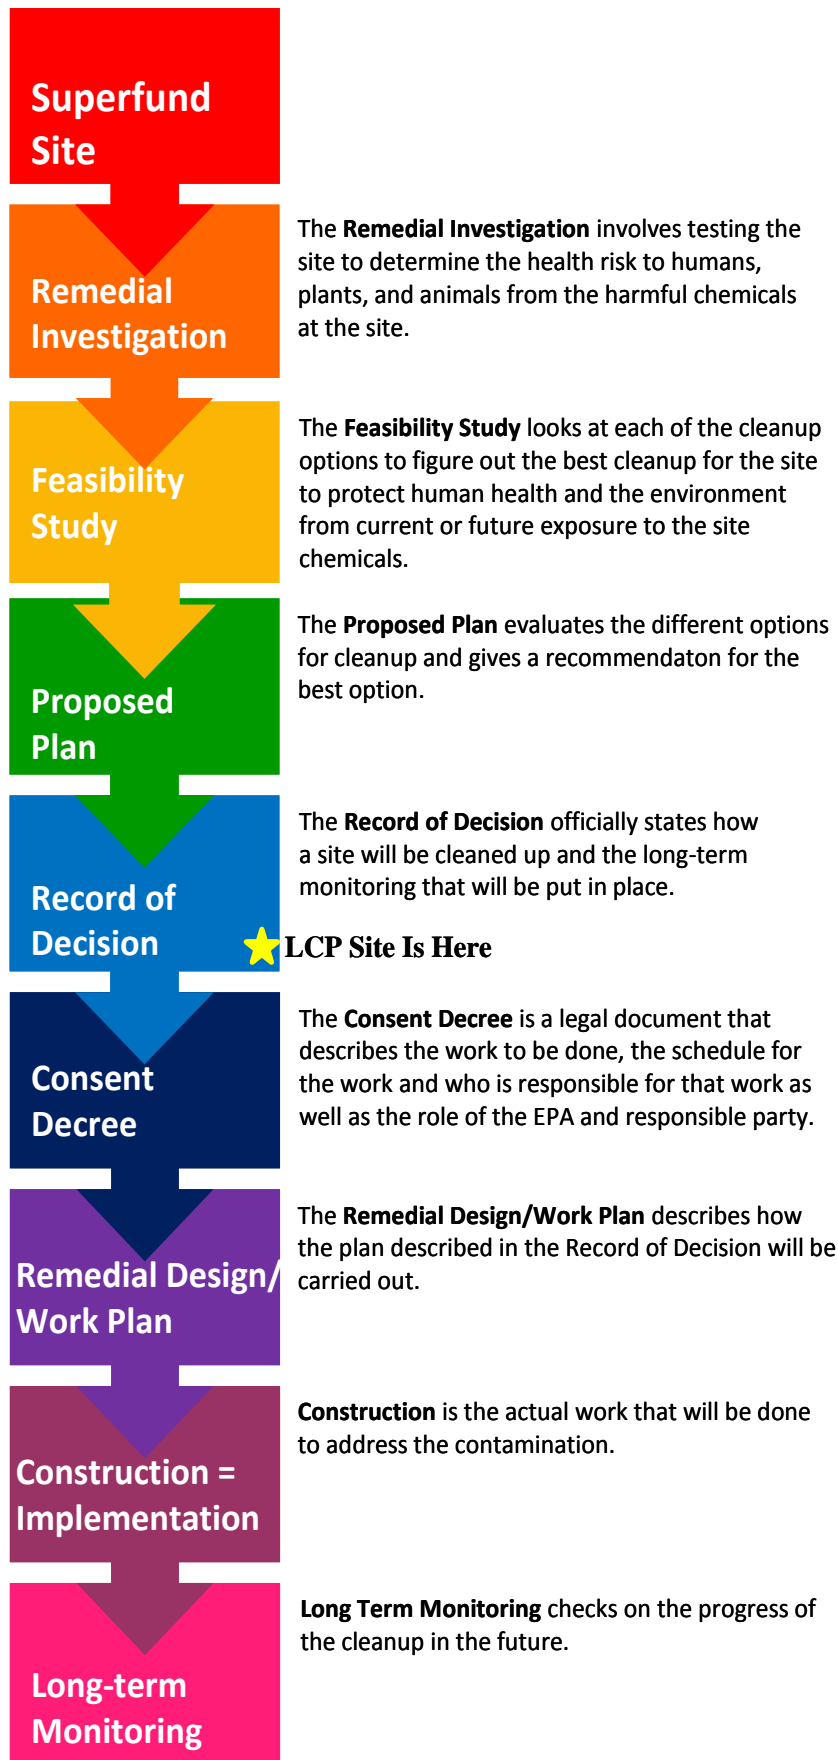 Superfund
Site
Remedial
Investigation
The Remedial Investigation involves testing the
site to determine the health risk to humans,
plants, and animals from the harmful chemicals
at the site.
Feasibility
Study
The Feasibility Study looks at each of the cleanup
options to figure out the best cleanup for the site
to protect human health and the environment
from current or future exposure to the site
chemicals.
Proposed
Plan
The Proposed Plan evaluates the different options
for cleanup and gives a recommendaton for the
best option.
Record of
Decision
The Record of Decision officially states how
a site will be cleaned up and the long-term
monitoring that will be put in place.
LCP Site Is Here
Consent
Decree
The Consent Decree is a legal document that
describes the work to be done, the schedule for
the work and who is responsible for that work as
well as the role of the EPA and responsible party.
Remedial Design/
Work Plan
The Remedial Design/Work Plan describes how
the plan described in the Record of Decision will be
carried out.
Construction =
Implementation
Construction is the actual work that will be done
to address the contamination.
Long-term
Monitoring
Long Term Monitoring checks on the progress of
the cleanup in the future.